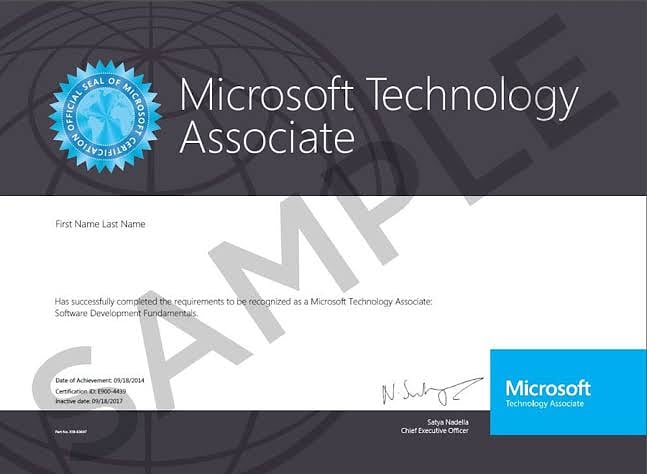 OFFICIAL SEAL OF MICROSOFT CERTIFICATION
Microsoft Technology
Associate
SAMPLE
First Name Last Name
Has successfully completed the requirements to be recognized as a Microsoft Technology Associate:
Software Development Fundamentals.
Date of Achievement: 09/18/2014
Certification ID: E900-4439
Inactive date: 09/18/2017
Part No.
Satya Nadella
Chief Executive Officer
Microsoft
Technology Associate